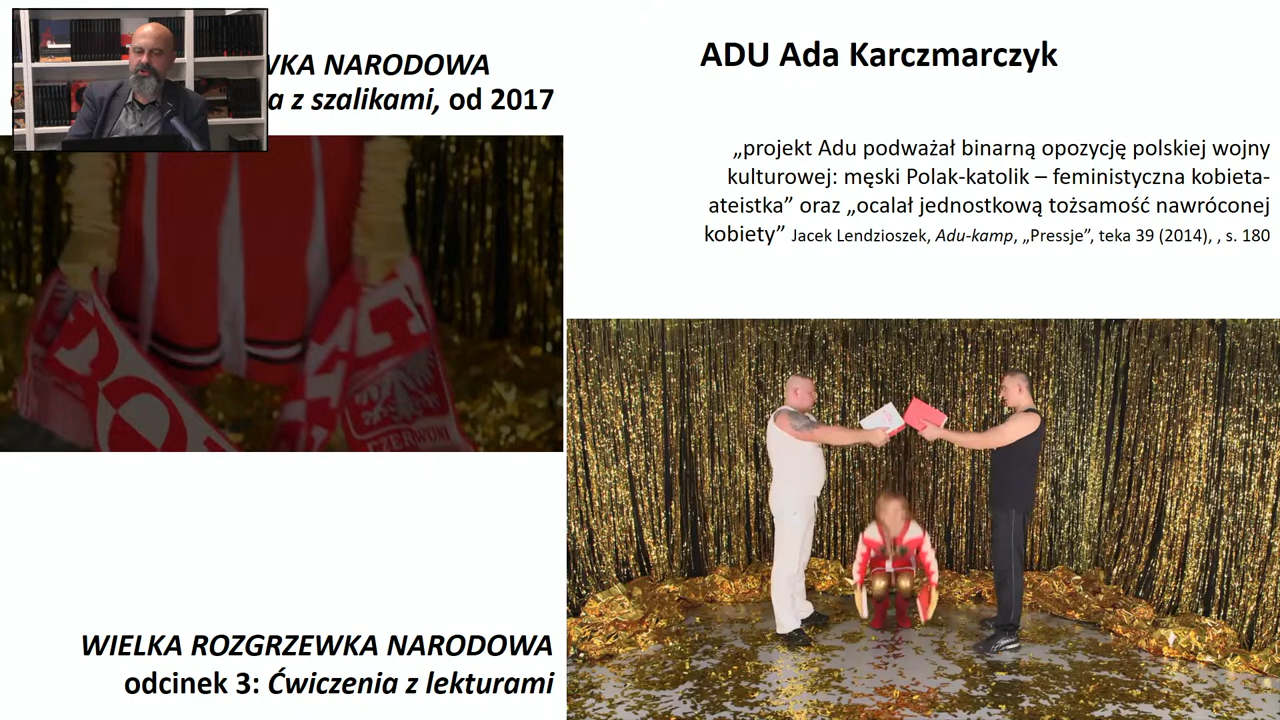 WKA NARODOWA
a z szalikami, od 2017
ADU Ada Karczmarczyk
„projekt Adu podważał binarną opozycję polskiej wojny
kulturowej: męski Polak-katolik – feministyczna kobieta-
ateistka” oraz „ocalał jednostkową tożsamość nawróconej
kobiety” Jacek Lendzioszek, Adu-kamp, „Pressje”, teka 39 (2014), , s. 180
WIELKA ROZGRZEWKA NARODOWA
odcinek 3: Ćwiczenia z lekturami